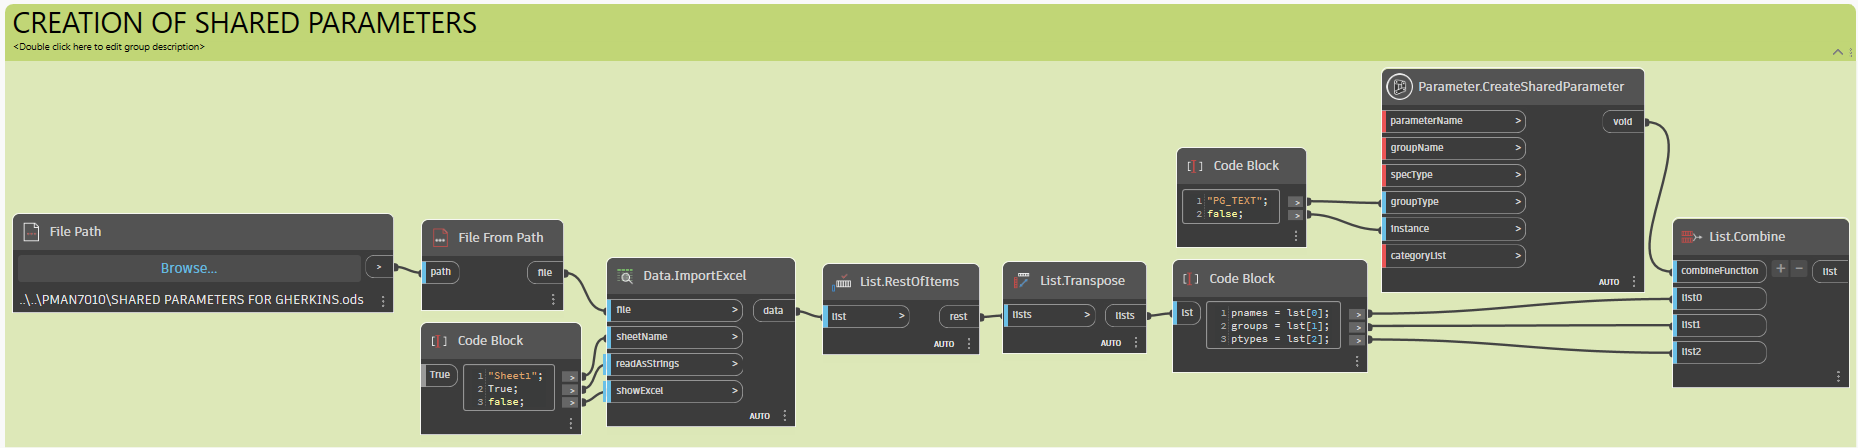 CREATION OF SHARED PARAMETERS
<Double click here to edit group description>
File Path
Browse...
>
..\..\PMAN7010\SHARED PARAMETERS FOR GHERKINS.ods
File From Path
path
file
Code Block
True
1 "Sheet1";
2 True;
3 false;
>
>
>
Data.ImportExcel
file >
data
sheetName >
readAsStrings >
showExcel >
AUTO
List.RestOfItems
list >
rest
AUTO
List.Transpose
lists >
lists
AUTO
Code Block
1 "PG_TEXT";
2 false;
>
>
Code Block
lst
1 pnames = lst[0];
2 groups = lst[1];
3 ptypes = lst[2];
>
>
>
Parameter.CreateSharedParameter
parameterName >
void
groupName >
specType >
groupType >
instance >
categoryList >
AUTO
List.Combine
combineFunction
+ −
list
list0
list1
list2